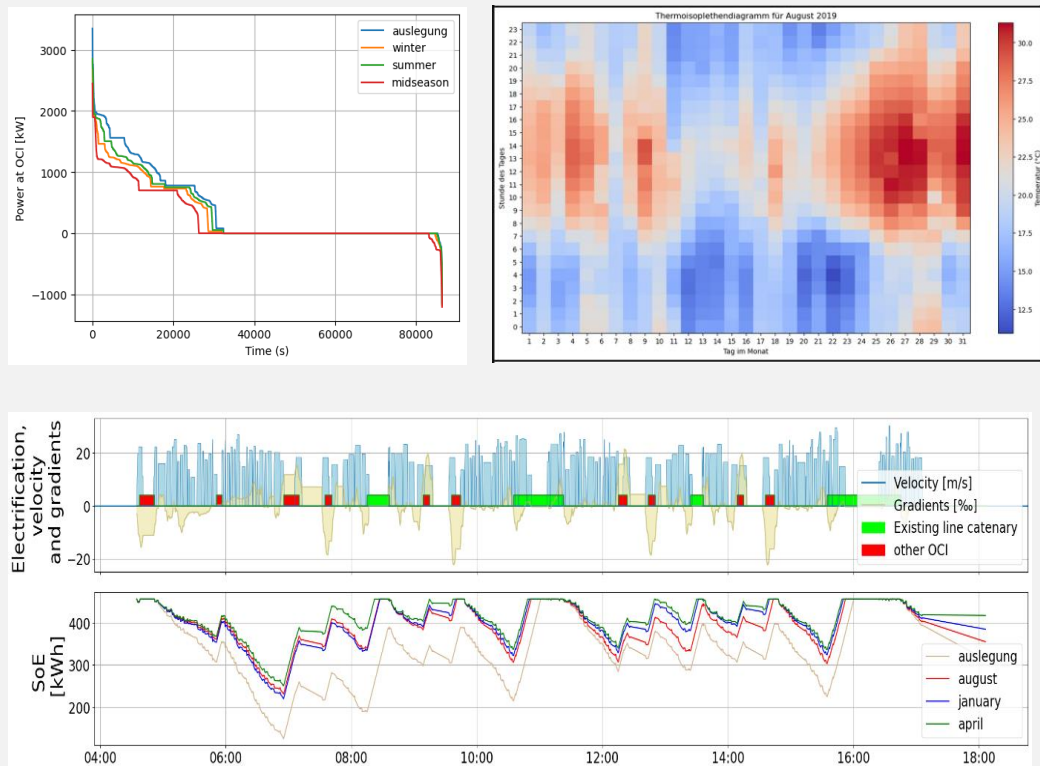 3000
2000
1000
0
−1000
Power at OCI [kW]
auslegung
winter
summer
midseason
0 20000 40000 60000 80000
Time (s)
Thermoisoplethendiagramm für August 2019
23
22
21
20
19
18
17
16
15
14
13
12
11
10
9
8
7
6
5
4
3
2
1
0
Stunde des Tages
1 2 3 4 5 6 7 8 9 10 11 12 13 14 15 16 17 18 19 20 21 22 23 24 25 26 27 28 29 30 31
Tag im Monat
30.0
27.5
25.0
22.5
20.0
17.5
15.0
12.5
Temperatur (°C)
Electrification,
velocity
and gradients
20
0
−20
Velocity [m/s]
Gradients [‰]
Existing line catenary
other OCI
SoE
[kWh]
400
300
200
auslegung
august
january
april
04:00 06:00 08:00 10:00 12:00 14:00 16:00 18:00